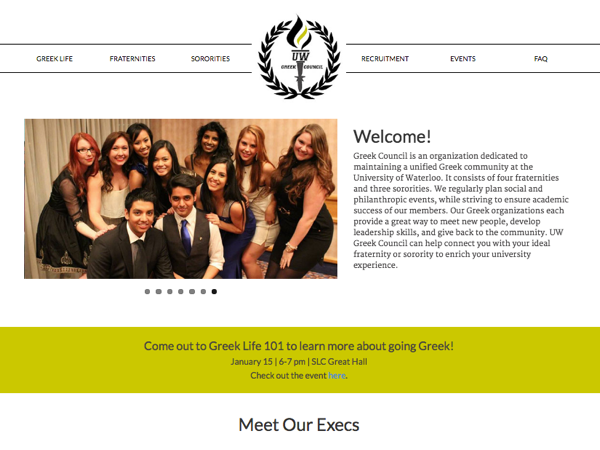 GREEK LIFE
FRATERNITIES
SORORITIES
UW
GREEK COUNCIL
RECRUITMENT
EVENTS
FAQ
Welcome!
Greek Council is an organization dedicated to
maintaining a unified Greek community at the
University of Waterloo. It consists of four fraternities
and three sororities. We regularly plan social and
philanthropic events, while striving to ensure academic
success of our members. Our Greek organizations each
provide a great way to meet new people, develop
leadership skills, and give back to the community. UW
Greek Council can help connect you with your ideal
fraternity or sorority to enrich your university
experience.
Come out to Greek Life 101 to learn more about going Greek!
January 15 | 6-7 pm | SLC Great Hall
Check out the event here.
Meet Our Execs